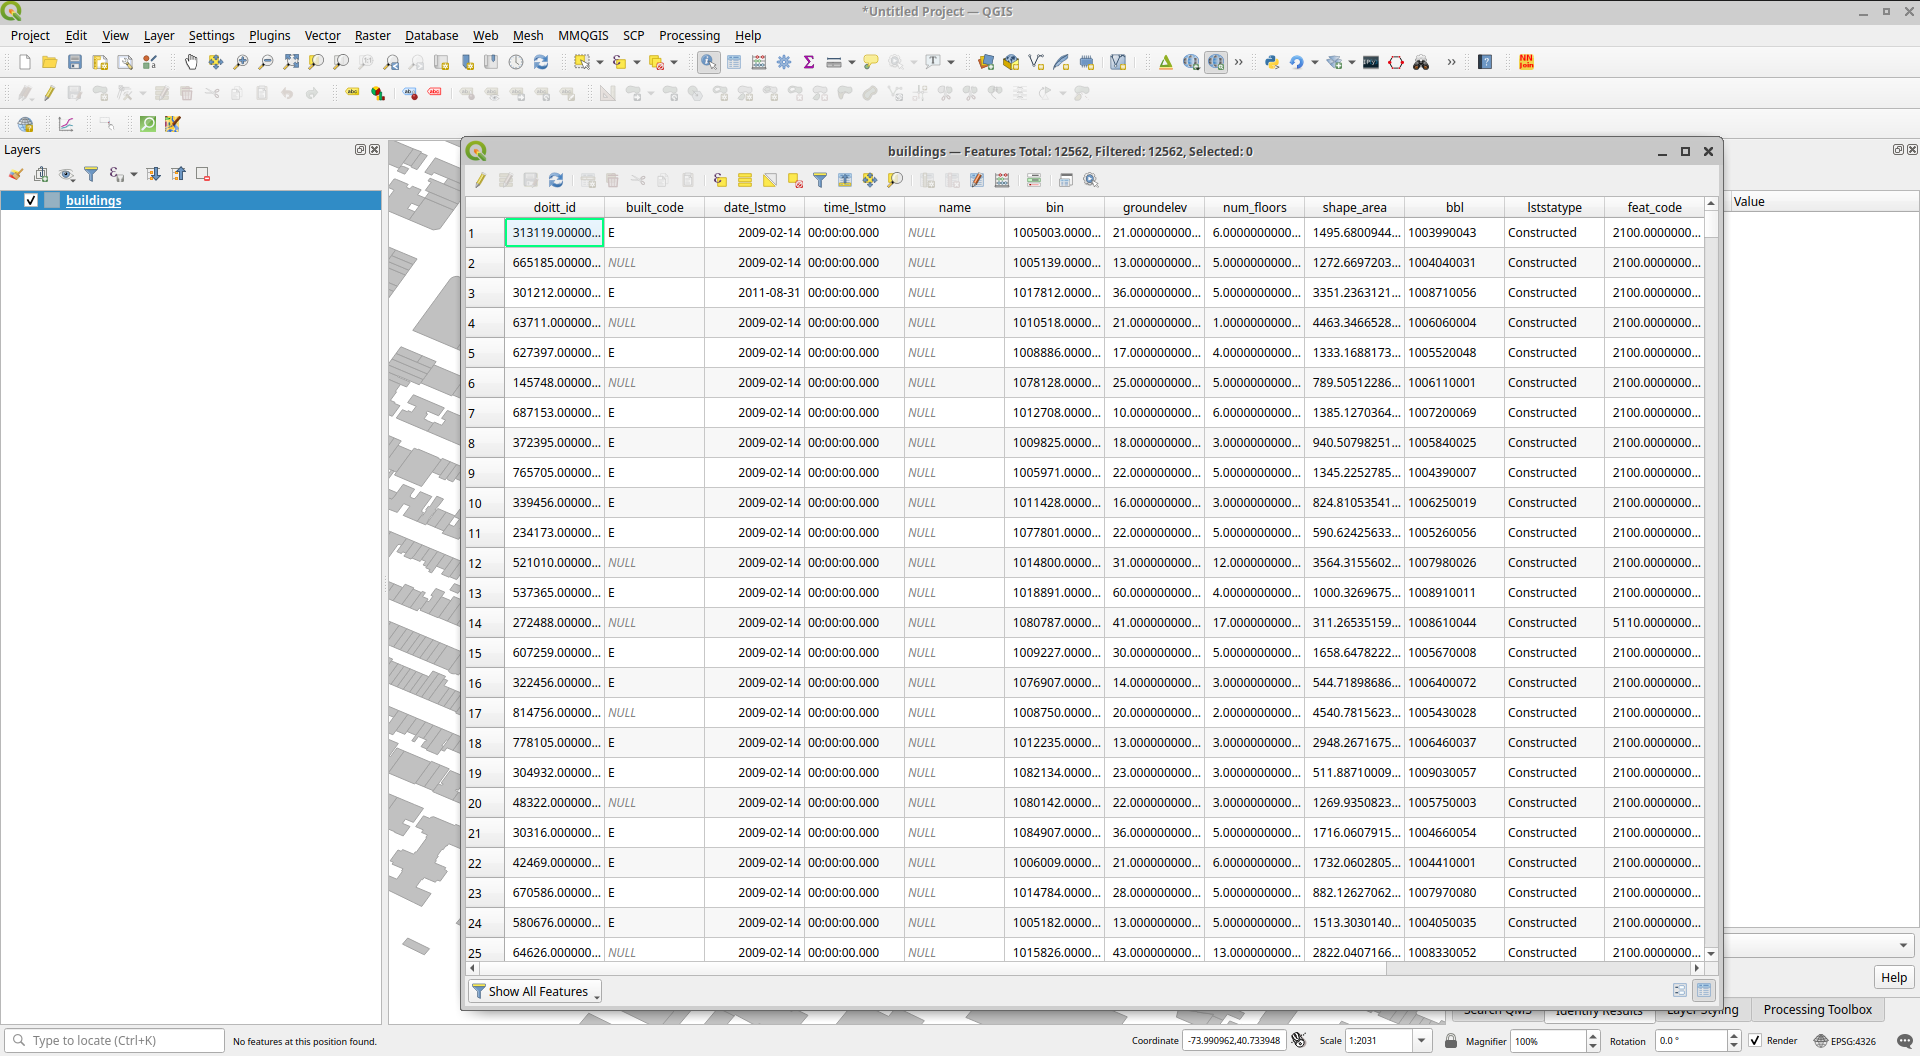 *Untitled Project — QGIS
Project Edit View Layer Settings Plugins Vector Raster Database Web Mesh MMQGIS SCP Processing Help
Layers
buildings
buildings — Features Total: 12562, Filtered: 12562, Selected: 0
Value
doitt_id built_code date_lstmo time_lstmo name bin groundelev num_floors shape_area bbl lststatype feat_code
1 313119.00000... E 2009-02-14 00:00:00.000 NULL 1005003.0000... 21.000000000... 6.0000000000... 1495.6800944... 1003990043 Constructed 2100.0000000...
2 665185.00000... NULL 2009-02-14 00:00:00.000 NULL 1005139.0000... 13.000000000... 5.0000000000... 1272.6697203... 1004040031 Constructed 2100.0000000...
3 301212.00000... E 2011-08-31 00:00:00.000 NULL 1017812.0000... 36.000000000... 5.0000000000... 3351.2363121... 1008710056 Constructed 2100.0000000...
4 63711.000000... NULL 2009-02-14 00:00:00.000 NULL 1010518.0000... 21.000000000... 1.0000000000... 4463.3466528... 1006060004 Constructed 2100.0000000...
5 627397.00000... E 2009-02-14 00:00:00.000 NULL 1008886.0000... 17.000000000... 4.0000000000... 1333.1688173... 1005520048 Constructed 2100.0000000...
6 145748.00000... NULL 2009-02-14 00:00:00.000 NULL 1078128.0000... 25.000000000... 5.0000000000... 789.50512286... 1006110001 Constructed 2100.0000000...
7 687153.00000... E 2009-02-14 00:00:00.000 NULL 1012708.0000... 10.000000000... 6.0000000000... 1385.1270364... 1007200069 Constructed 2100.0000000...
8 372395.00000... E 2009-02-14 00:00:00.000 NULL 1009825.0000... 18.000000000... 3.0000000000... 940.50798251... 1005840025 Constructed 2100.0000000...
9 765705.00000... E 2009-02-14 00:00:00.000 NULL 1005971.0000... 22.000000000... 5.0000000000... 1345.2252785... 1004390007 Constructed 2100.0000000...
10 339456.00000... E 2009-02-14 00:00:00.000 NULL 1011428.0000... 16.000000000... 3.0000000000... 824.81053541... 1006250019 Constructed 2100.0000000...
11 234173.00000... E 2009-02-14 00:00:00.000 NULL 1077801.0000... 22.000000000... 5.0000000000... 590.62425633... 1005260056 Constructed 2100.0000000...
12 521010.00000... NULL 2009-02-14 00:00:00.000 NULL 1014800.0000... 31.000000000... 12.000000000... 3564.3155602... 1007980026 Constructed 2100.0000000...
13 537365.00000... E 2009-02-14 00:00:00.000 NULL 1018891.0000... 60.000000000... 4.0000000000... 1000.3269675... 1008910011 Constructed 2100.0000000...
14 272488.00000... NULL 2009-02-14 00:00:00.000 NULL 1080787.0000... 41.000000000... 17.000000000... 311.26535159... 1008610044 Constructed 5110.0000000...
15 607259.00000... E 2009-02-14 00:00:00.000 NULL 1009227.0000... 30.000000000... 5.0000000000... 1658.6478222... 1005670008 Constructed 2100.0000000...
16 322456.00000... E 2009-02-14 00:00:00.000 NULL 1076907.0000... 14.000000000... 3.0000000000... 544.71898686... 1006400072 Constructed 2100.0000000...
17 814756.00000... NULL 2009-02-14 00:00:00.000 NULL 1008750.0000... 20.000000000... 2.0000000000... 4540.7815623... 1005430028 Constructed 2100.0000000...
18 778105.00000... E 2009-02-14 00:00:00.000 NULL 1012235.0000... 13.000000000... 3.0000000000... 2948.2671675... 1006460037 Constructed 2100.0000000...
19 304932.00000... E 2009-02-14 00:00:00.000 NULL 1082134.0000... 23.000000000... 3.0000000000... 511.88710009... 1009030057 Constructed 2100.0000000...
20 48322.000000... NULL 2009-02-14 00:00:00.000 NULL 1080142.0000... 22.000000000... 3.0000000000... 1269.9350823... 1005750003 Constructed 2100.0000000...
21 30316.000000... E 2009-02-14 00:00:00.000 NULL 1084907.0000... 36.000000000... 5.0000000000... 1716.0607915... 1004660054 Constructed 2100.0000000...
22 42469.000000... E 2009-02-14 00:00:00.000 NULL 1006009.0000... 21.000000000... 6.0000000000... 1732.0602805... 1004410001 Constructed 2100.0000000...
23 670586.00000... E 2009-02-14 00:00:00.000 NULL 1014784.0000... 28.000000000... 5.0000000000... 882.12627062... 1007970080 Constructed 2100.0000000...
24 580676.00000... E 2009-02-14 00:00:00.000 NULL 1005182.0000... 13.000000000... 5.0000000000... 1513.3030140... 1004050035 Constructed 2100.0000000...
25 64626.000000... NULL 2009-02-14 00:00:00.000 NULL 1015826.0000... 43.000000000... 13.000000000... 2822.0407166... 1008330052 Constructed 2100.0000000...
Show All Features
Help
Search QMS Identify Results Layer Styling Processing Toolbox
Type to locate (Ctrl+K) No features at this position found. Coordinate -73.990962,40.733948 Scale 1:2031 Magnifier 100% Rotation 0.0 ° Render EPSG:4326